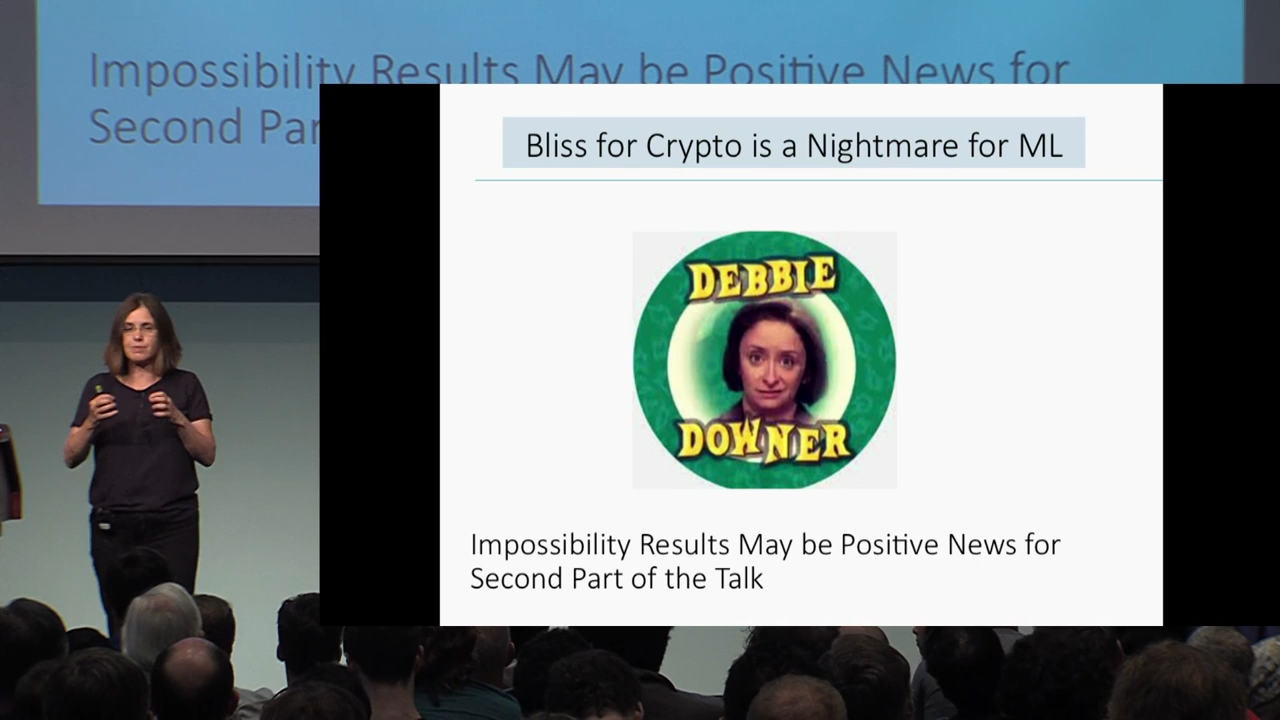 Impossibility Results May be Positive News for
Second Par
Bliss for Crypto is a Nightmare for ML
DEBBIE
DOWNER
Impossibility Results May be Positive News for
Second Part of the Talk